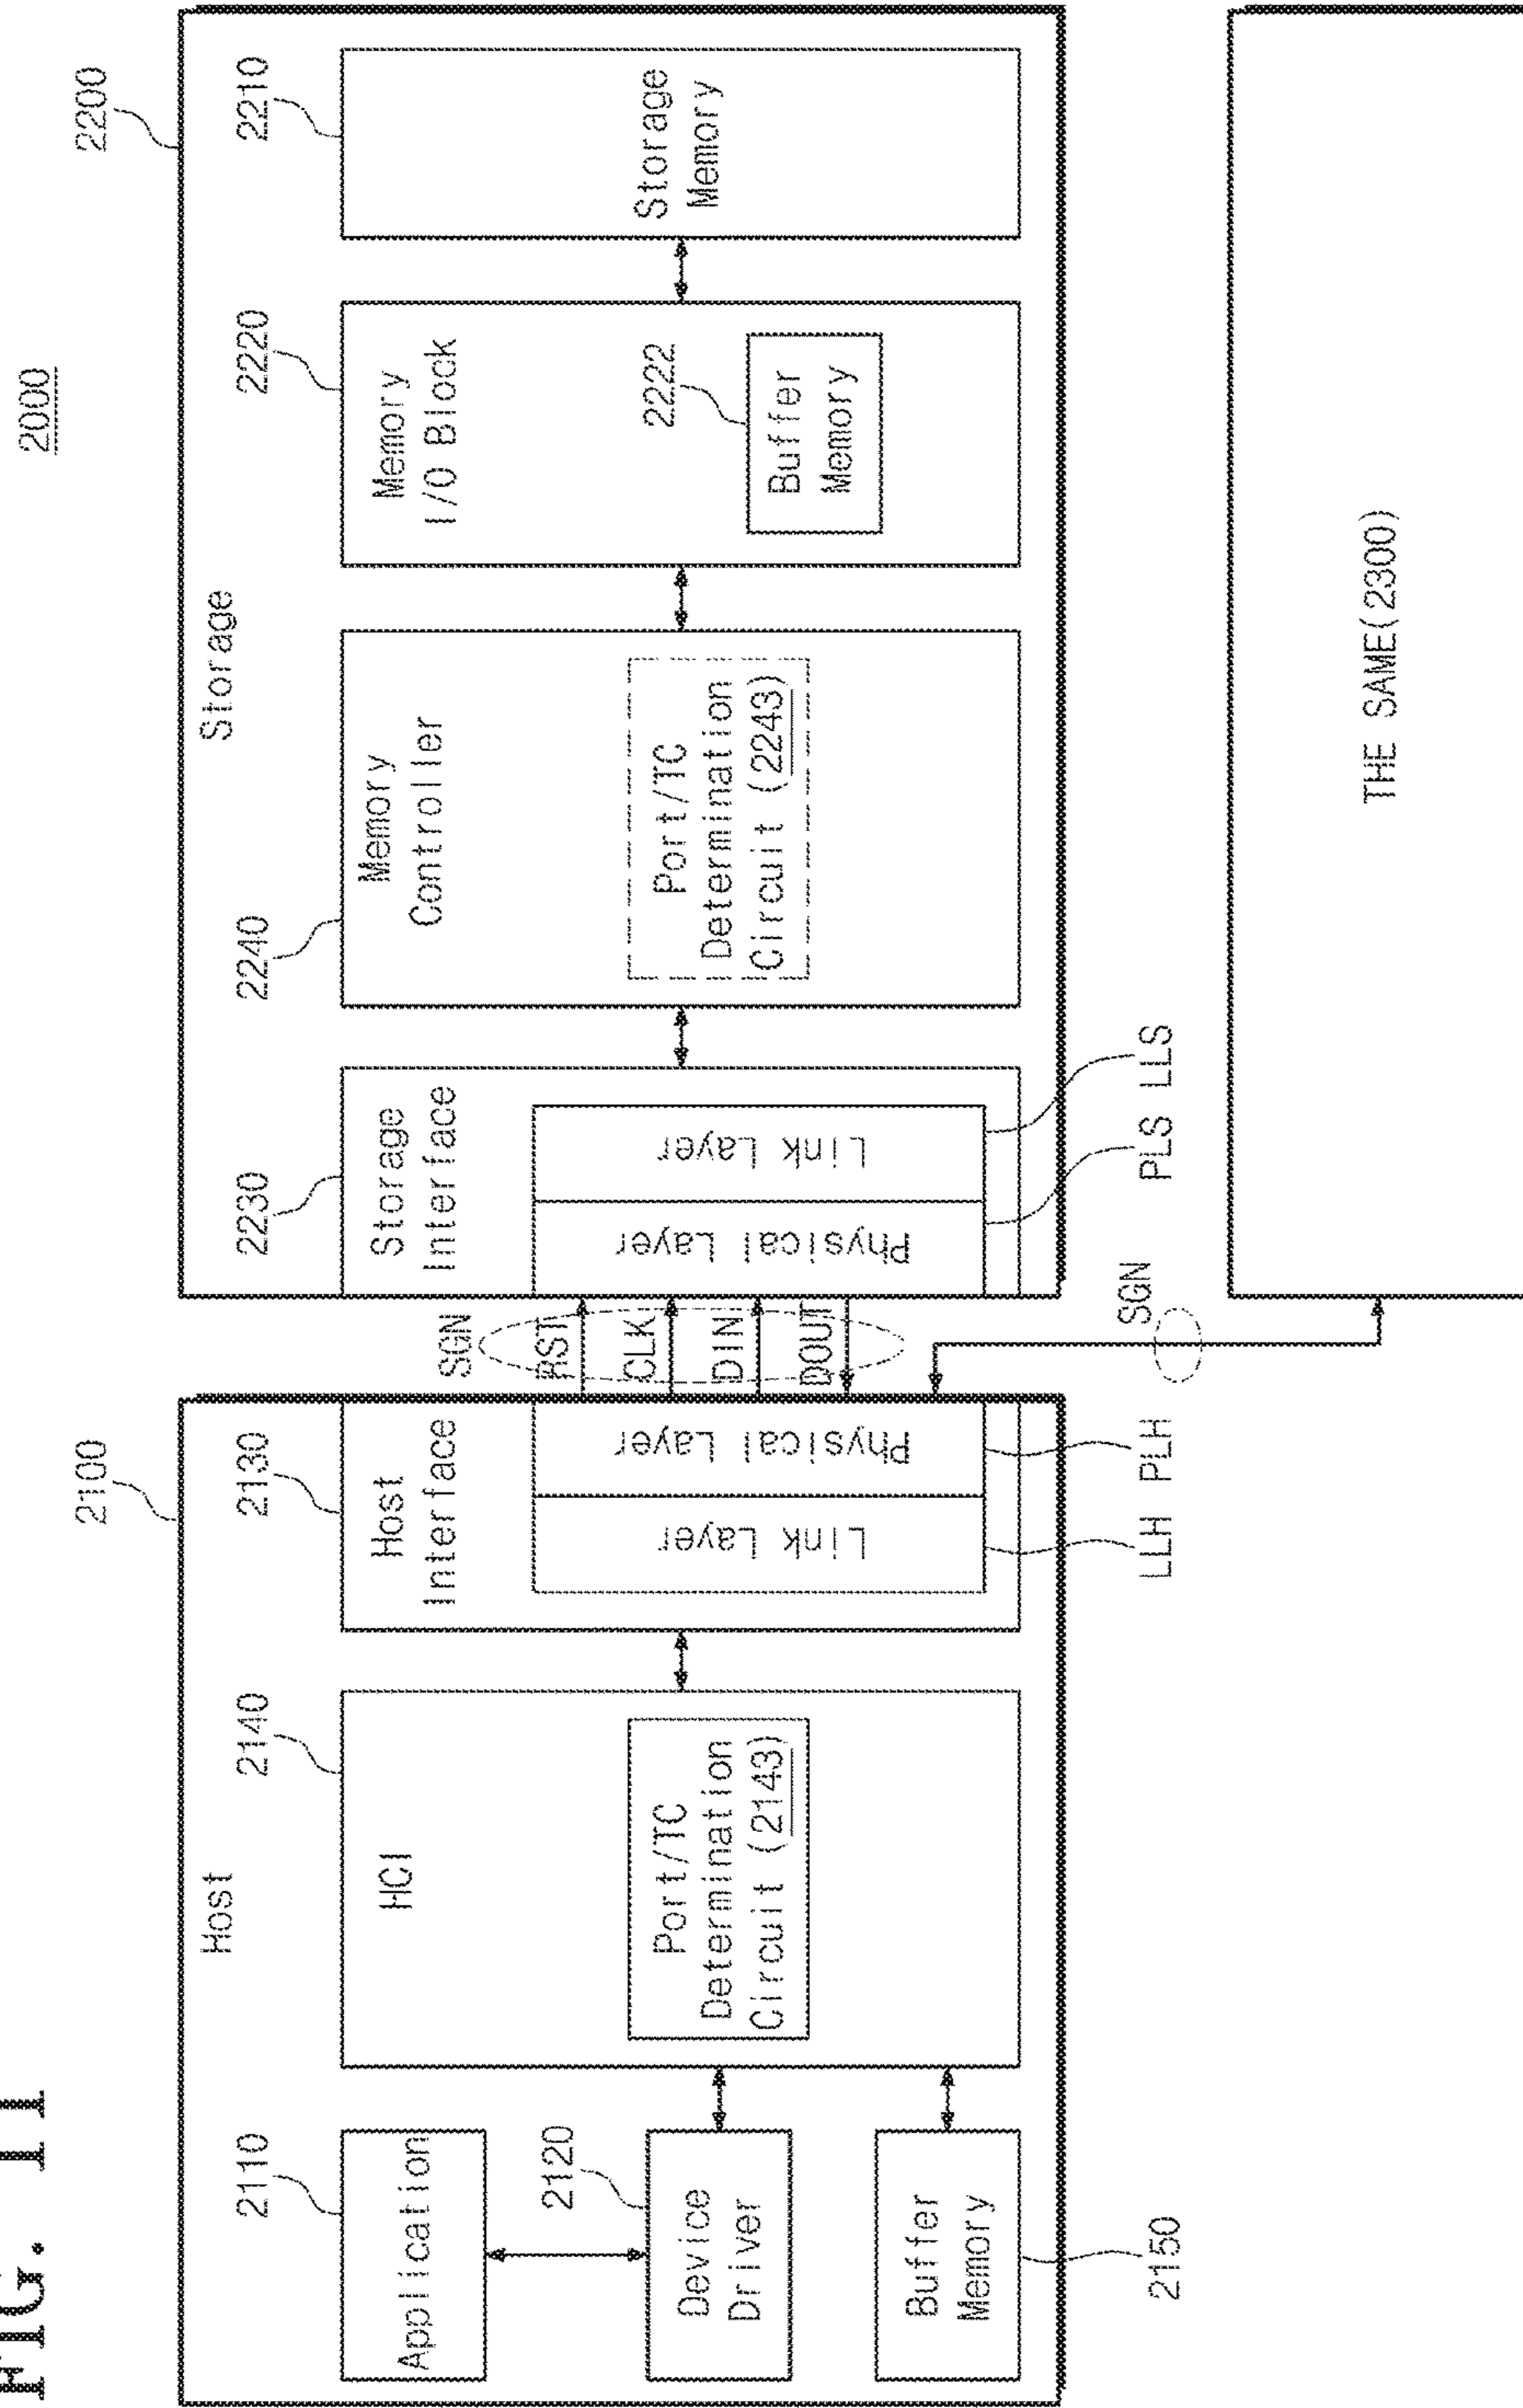 FIG. 11
2000
2100
Host
2110
Application
2120
Device
Driver
Buffer
Memory
2150
2140
HCI
Port/TC
Determination
Circuit (2143)
2130
Host
Interface
Link Layer
Physical Layer
LLH PLH
SGN
RST
CLK
DIN
DOUT
SGN
2200
Storage
2230
Storage
Interface
Physical Layer
Link Layer
PLS LLS
2240
Memory
Controller
Port/TC
Determination
Circuit (2243)
2220
Memory
I/O Block
2222
Buffer
Memory
2210
Storage
Memory
THE SAME(2300)